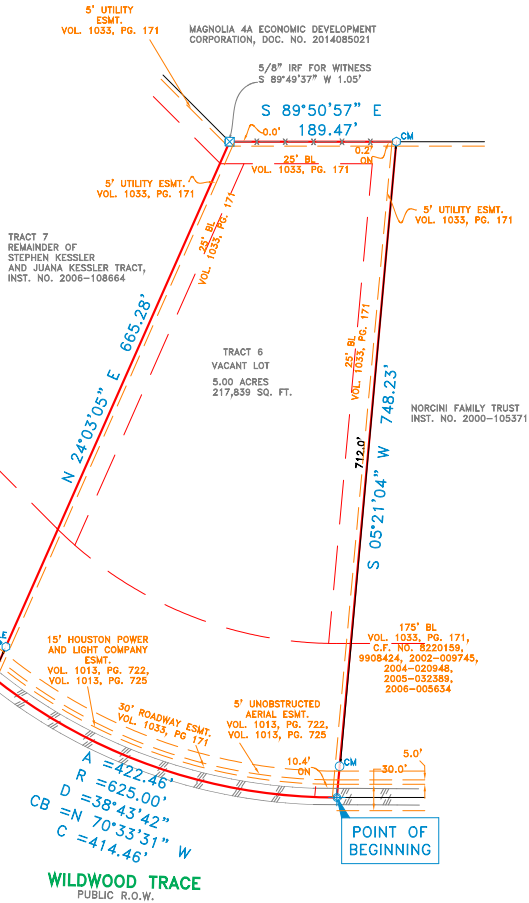 5' UTILITY
ESMT.
VOL. 1033, PG. 171
MAGNOLIA 4A ECONOMIC DEVELOPMENT
CORPORATION, DOC. NO. 2014085021
5/8" IRF FOR WITNESS
S 89°49'37" W 1.05'
S 89°50'57" E
189.47'
0.0'
CM
0.2'
ON
25' BL
VOL. 1033, PG. 171
5' UTILITY ESMT.
VOL. 1033, PG. 171
5' UTILITY ESMT.
VOL. 1033, PG. 171
25' BL
VOL. 1033, PG. 171
TRACT 7
REMAINDER OF
STEPHEN KESSLER
AND JUANA KESSLER TRACT,
INST. NO. 2006-108664
N 24°03'05" E 665.28'
TRACT 6
VACANT LOT
5.00 ACRES
217,839 SQ. FT.
25' BL
VOL. 1033, PG. 171
712.0'
S 05°21'04" W 748.23'
NORCINI FAMILY TRUST
INST. NO. 2000-105371
175' BL
VOL. 1033, PG. 171,
C.F. NO. 8220159,
9908424, 2002-009745,
2004-020948,
2005-032389,
2006-005634
15' HOUSTON POWER
AND LIGHT COMPANY
ESMT.
VOL. 1013, PG. 722,
VOL. 1013, PG. 725
30' ROADWAY ESMT.
VOL. 1033, PG 171
5' UNOBSTRUCTED
AERIAL ESMT.
VOL. 1013, PG. 722,
VOL. 1013, PG. 725
CM
10.4'
ON
5.0'
30.0'
A =422.46'
R =625.00'
D =38°43'42"
CB =N 70°33'31" W
C =414.46'
POINT OF
BEGINNING
WILDWOOD TRACE
PUBLIC R.O.W.